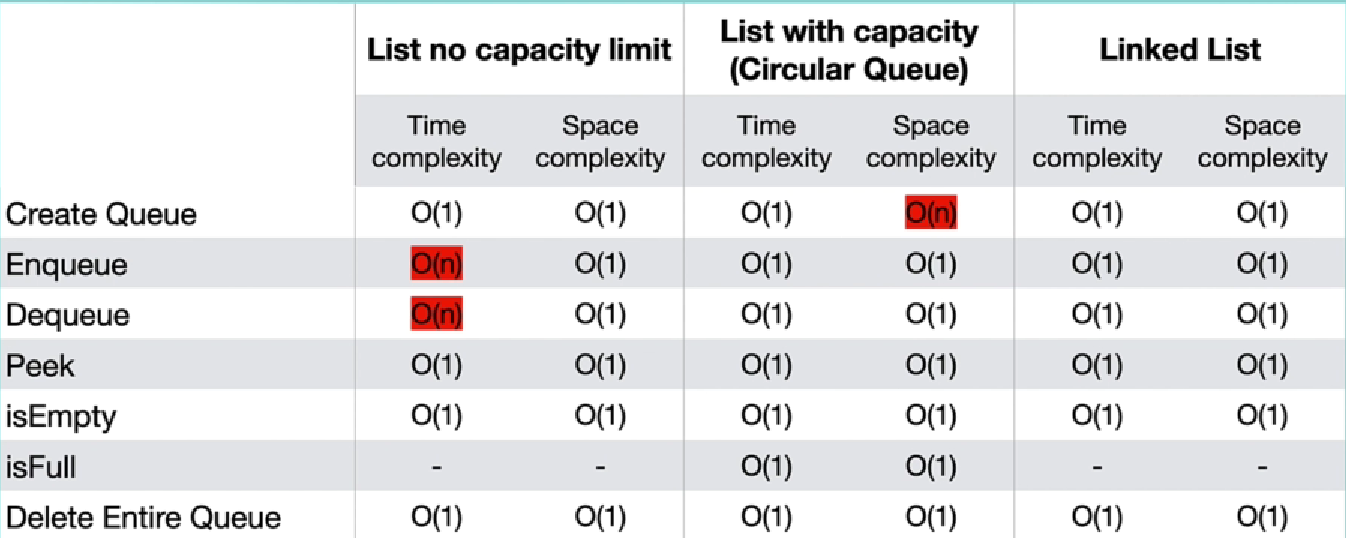 List no capacity limit
List with capacity
(Circular Queue)
Linked List
Time complexity Space complexity Time complexity Space complexity Time complexity Space complexity
Create Queue O(1) O(1) O(1) O(n) O(1) O(1)
Enqueue O(n) O(1) O(1) O(1) O(1) O(1)
Dequeue O(n) O(1) O(1) O(1) O(1) O(1)
Peek O(1) O(1) O(1) O(1) O(1) O(1)
isEmpty O(1) O(1) O(1) O(1) O(1) O(1)
isFull - - O(1) O(1) - -
Delete Entire Queue O(1) O(1) O(1) O(1) O(1) O(1)